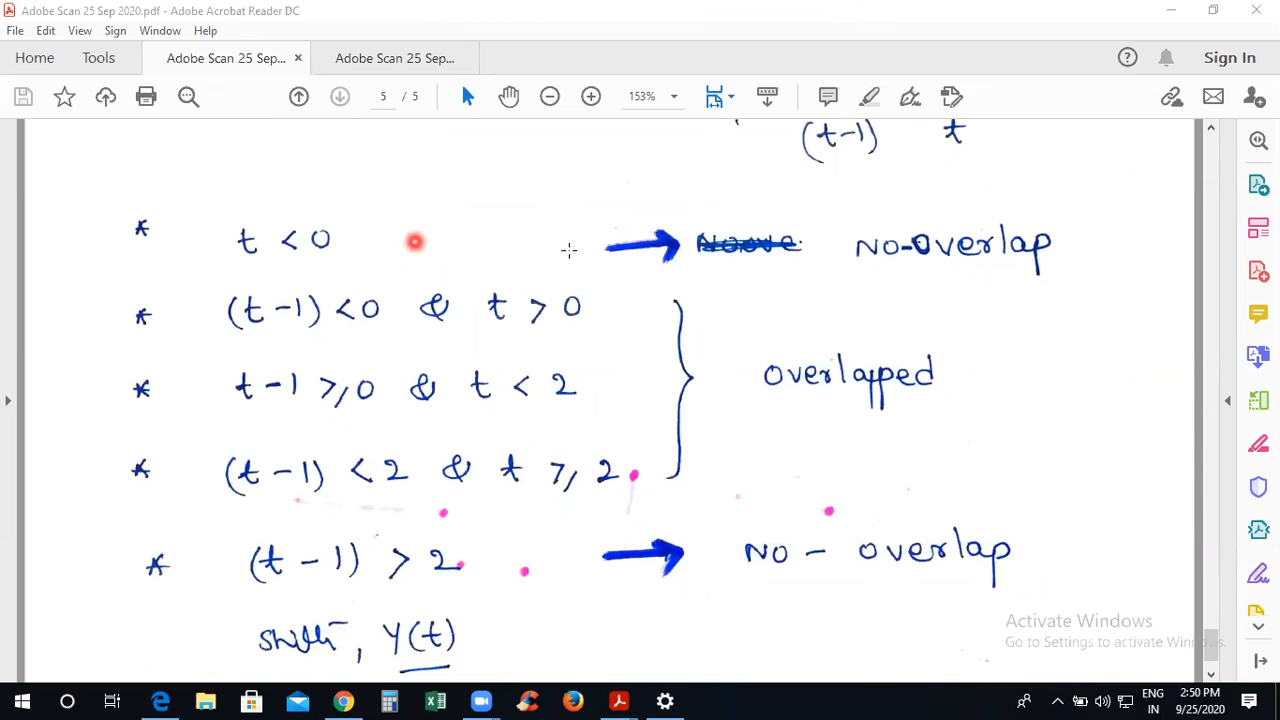 Adobe Scan 25 Sep 2020.pdf - Adobe Acrobat Reader DC
File Edit View Sign Window Help
Home Tools Adobe Scan 25 Sep... × Adobe Scan 25 Sep... Sign In
5 / 5 153%
(t-1) t
* t < 0 → No-Overlap
* (t-1) < 0 & t > 0
* t-1 ≥ 0 & t < 2
overlapped
* (t-1) < 2 & t ≥ 2
* (t-1) > 2 → No - overlap
, Y(t)
Activate Windows
Go to Settings to activate Windows.
ENG 2:50 PM
IN 9/25/2020